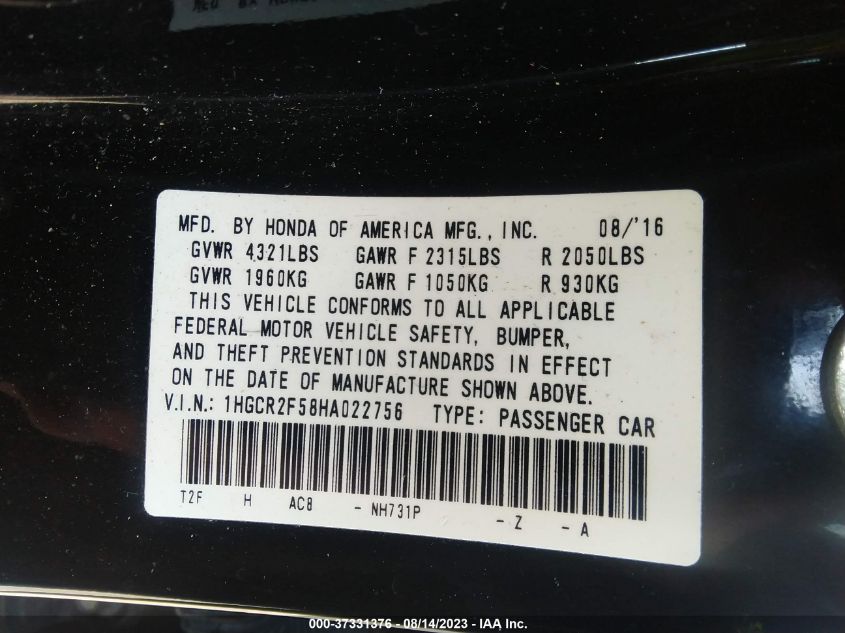 MFD. BY HONDA OF AMERICA MFG., INC. 08/'16
GVWR 4321LBS GAWR F 2315LBS R 2050LBS
GVWR 1960KG GAWR F 1050KG R 930KG
THIS VEHICLE CONFORMS TO ALL APPLICABLE
FEDERAL MOTOR VEHICLE SAFETY, BUMPER,
AND THEFT PREVENTION STANDARDS IN EFFECT
ON THE DATE OF MANUFACTURE SHOWN ABOVE.
V.I.N.: 1HGCR2F58HA022756 TYPE: PASSENGER CAR
T2F H AC8 - NH731P - Z - A
000-37331376 - 08/14/2023 - IAA Inc.